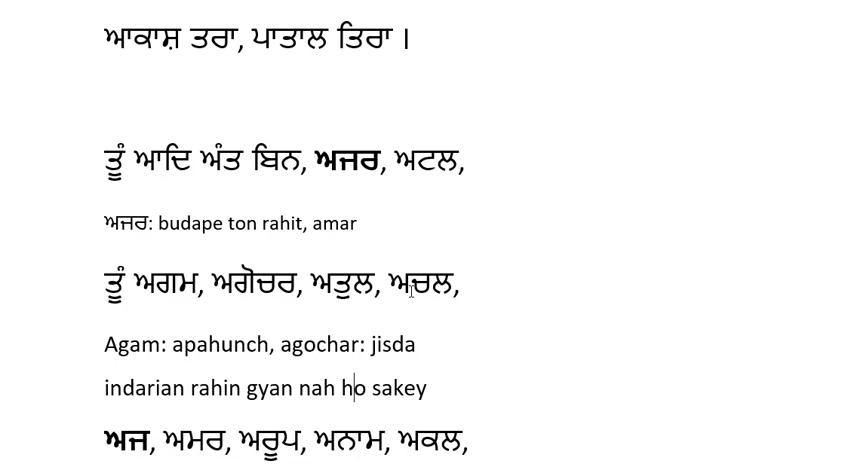 ਆਕਾਸ਼ ਤਰਾ, ਪਾਤਾਲ ਤਿਰਾ ।
ਤੂੰ ਆਦਿ ਅੰਤ ਬਿਨ, ਅਜਰ, ਅਟਲ,
ਅਜਰ: budape ton rahit, amar
ਤੂੰ ਅਗਮ, ਅਗੋਚਰ, ਅਤੁਲ, ਅਚਲ,
Agam: apahunch, agochar: jisda
indarian rahin gyan nah ho sakey
ਅਜ, ਅਮਰ, ਅਰੂਪ, ਅਨਾਮ, ਅਕਲ,